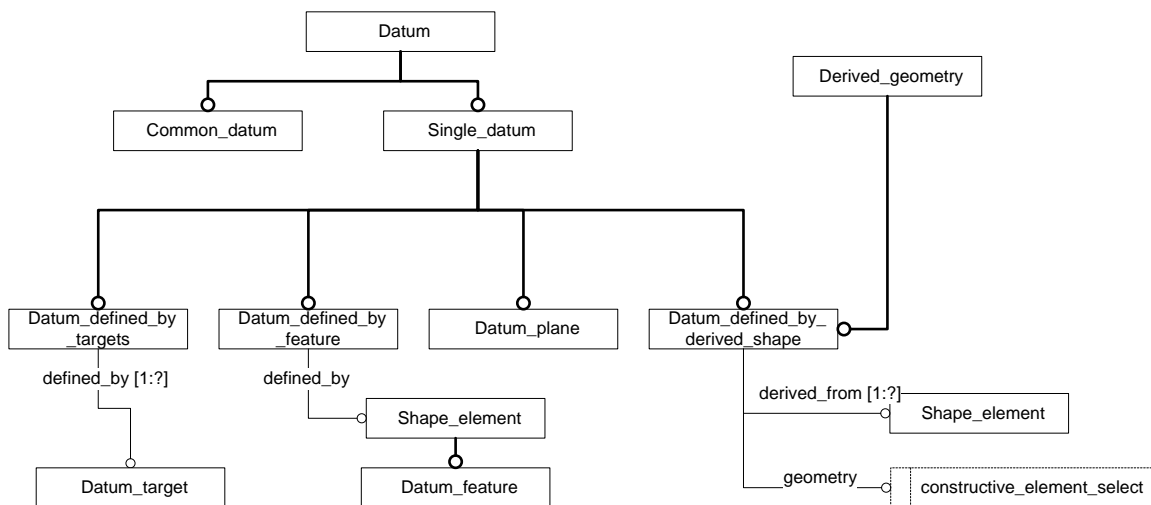 Datum
Derived_geometry
Common_datum
Single_datum
Datum_defined_by
_targets
Datum_defined_by
_feature
Datum_plane
Datum_defined_by_
derived_shape
defined_by [1:?]
defined_by
derived_from [1:?]
Shape_element
Shape_element
Datum_target
Datum_feature
geometry
constructive_element_select